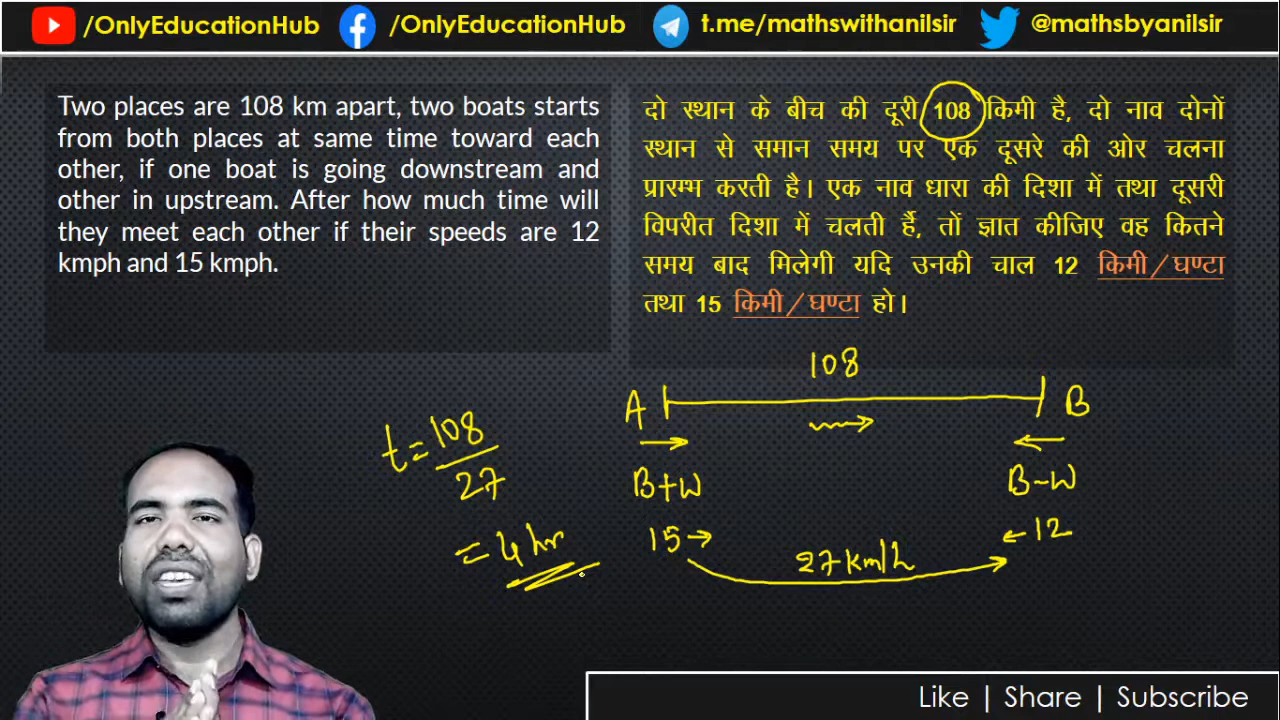 /OnlyEducationHub /OnlyEducationHub t.me/mathswithanilsir @mathsbyanilsir
Two places are 108 km apart, two boats starts
from both places at same time toward each
other, if one boat is going downstream and
other in upstream. After how much time will
they meet each other if their speeds are 12
kmph and 15 kmph.
दो स्थान के बीच की दूरी 108 किमी है, दो नाव दोनों
स्थान से समान समय पर एक दूसरे की ओर चलना
प्रारम्भ करती है। एक नाव धारा की दिशा में तथा दूसरी
विपरीत दिशा में चलती हैं, तों ज्ञात कीजिए वह कितने
समय बाद मिलेगी यदि उनकी चाल 12 किमी/घण्टा
तथा 15 किमी/घण्टा हो।
108
A B
B+W B-W
15→ ←12
27km/h
t=108/27
=4hr
Like | Share | Subscribe